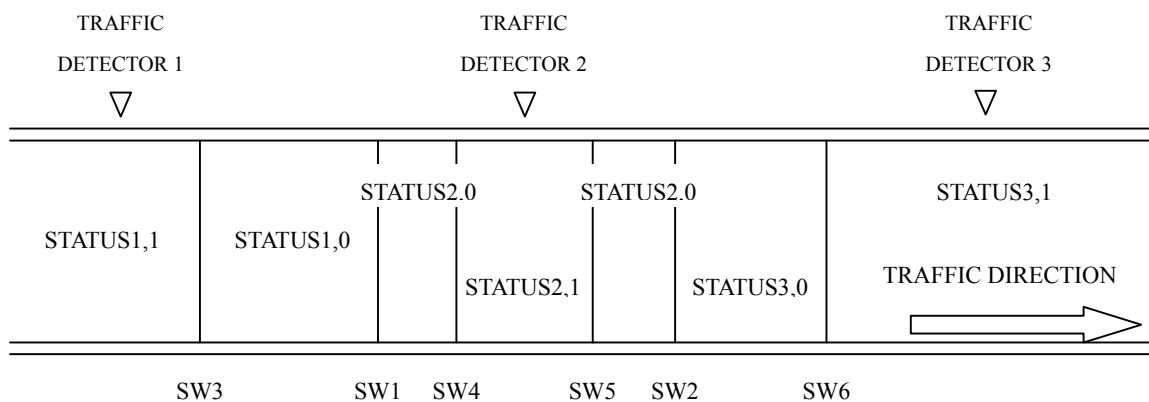 TRAFFIC
DETECTOR 1
TRAFFIC
DETECTOR 2
TRAFFIC
DETECTOR 3
STATUS2.0
STATUS2.0
STATUS3,1
STATUS1,1
STATUS1,0
STATUS2,1
STATUS3,0
TRAFFIC DIRECTION
SW3
SW1
SW4
SW5
SW2
SW6